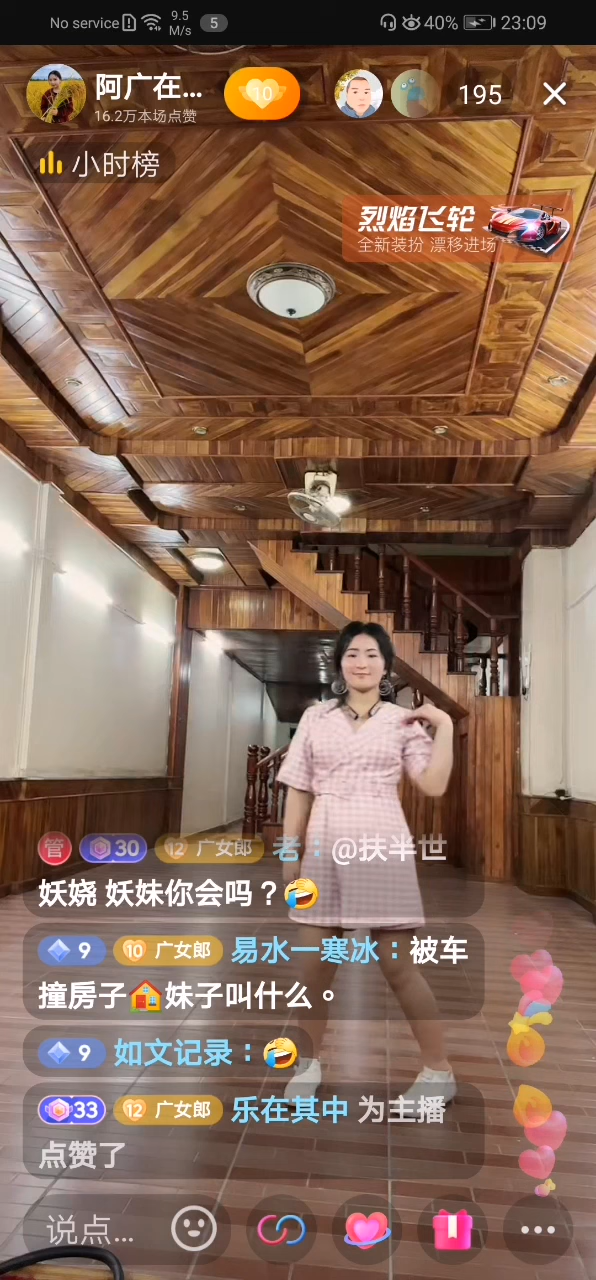 No service
9.5
M/s
5
40%
23:09
阿广在...
16.2万本场点赞
10
195
小时榜
烈焰飞轮
全新装扮 漂移进场
管 30 12 广女郎 老：@扶半世
妖娆 妖妹你会吗？🤣
9 10 广女郎 易水一寒冰：被车
撞房子🏠妹子叫什么。
9 如文记录：🤣
33 12 广女郎 乐在其中 为主播
点赞了
说点...